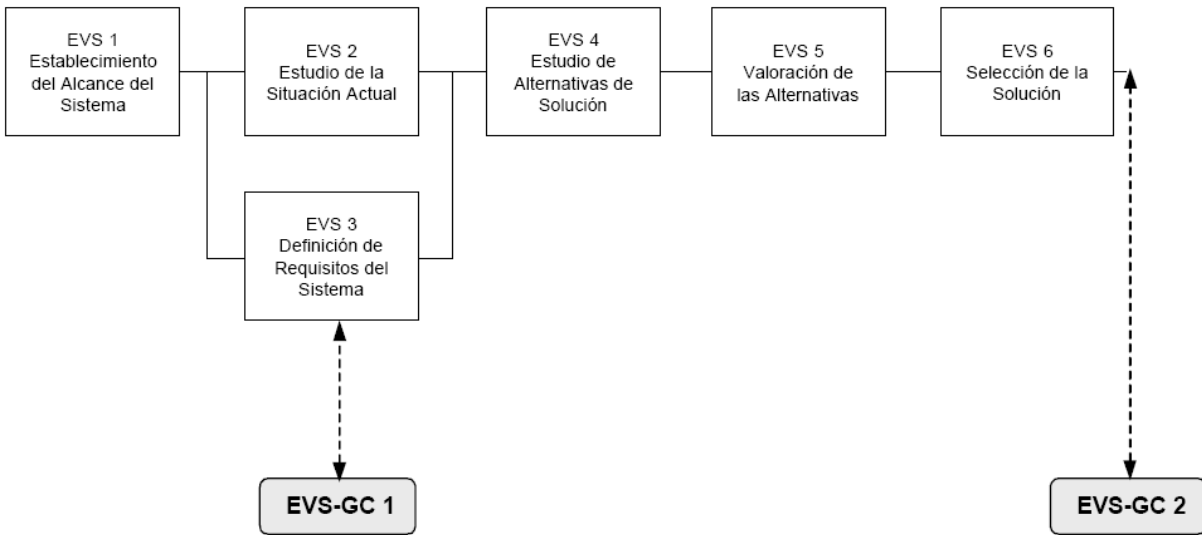 EVS 1
Establecimiento
del Alcance del
Sistema
EVS 2
Estudio de la
Situación Actual
EVS 4
Estudio de
Alternativas de
Solución
EVS 5
Valoración de
las Alternativas
EVS 6
Selección de la
Solución
EVS 3
Definición de
Requisitos del
Sistema
EVS-GC 1
EVS-GC 2